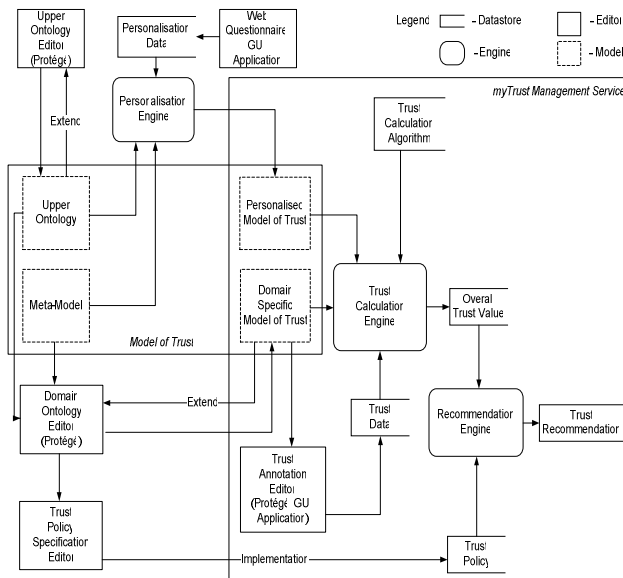 Upper
Ontology
Editor
(Protégé)
Personalisation
Data
Web
Questionnaire
GU
Application
Legend
- Datastore
- Editor
- Engine
- Model
myTrust Management Service
Extend
Personalisation
Engine
Trust
Calculation
Algorithm
Upper
Ontology
Personalised
Model of Trust
Meta-Model
Domain
Specific
Model of Trust
Trust
Calculation
Engine
Overal
Trust Value
Model of Trust
Domain
Ontology
Editor
(Protégé)
Extend
Trust
Data
Recommendation
Engine
Trust
Recommendation
Trust
Annotation
Editor
(Protégé GU
Application)
Trust
Policy
Specification
Editor
Implementation
Trust
Policy